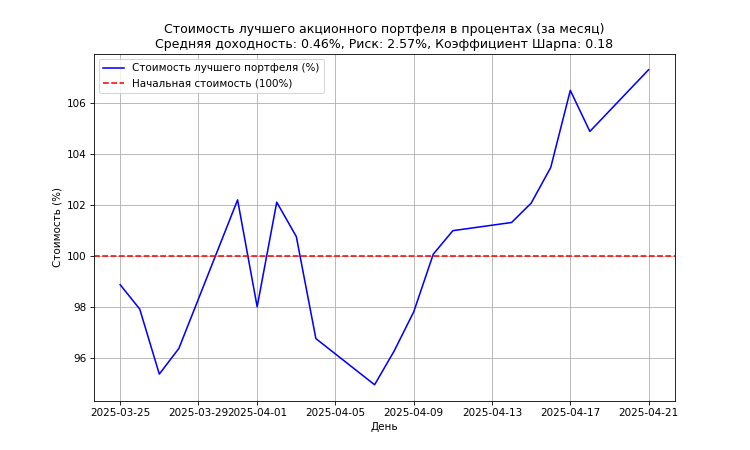 Стоимость лучшего акционного портфеля в процентах (за месяц)
Средняя доходность: 0.46%, Риск: 2.57%, Коэффициент Шарпа: 0.18
Стоимость лучшего портфеля (%)
Начальная стоимость (100%)
Стоимость (%)
106
104
102
100
98
96
2025-03-25 2025-03-29 2025-04-01 2025-04-05 2025-04-09 2025-04-13 2025-04-17 2025-04-21
День